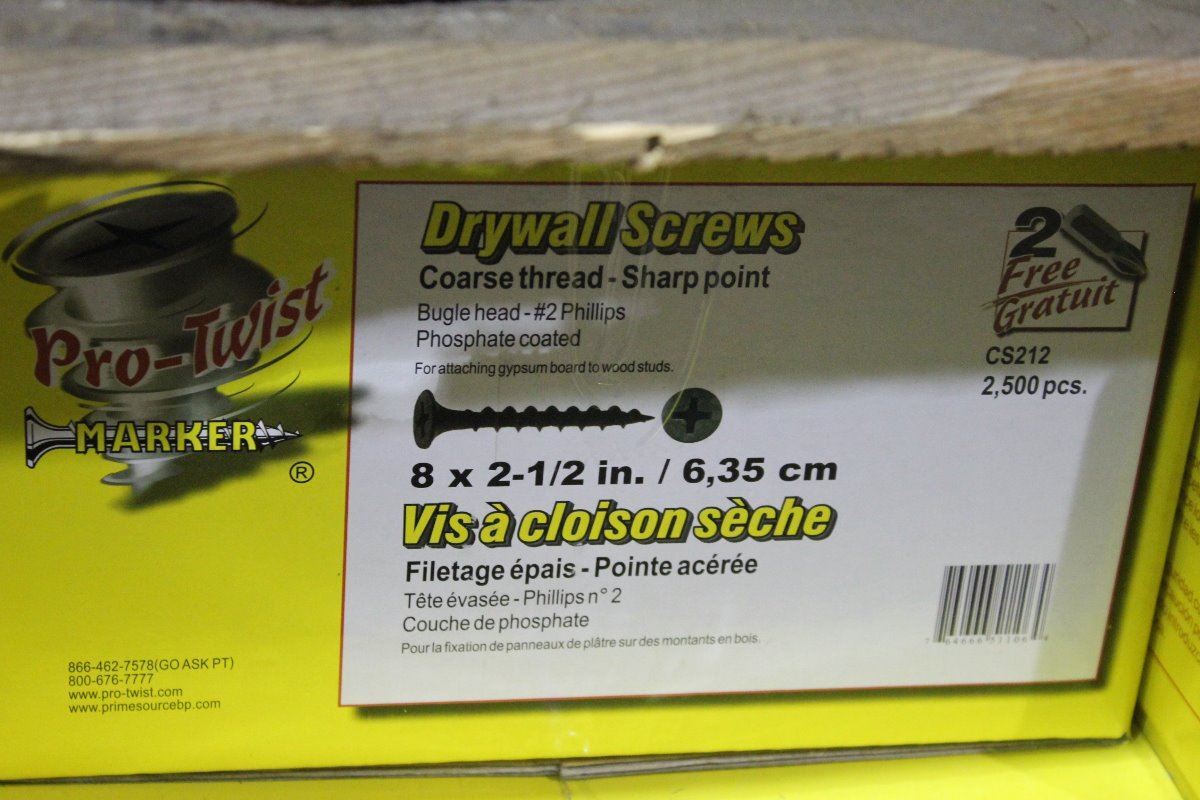 Pro-Twist
MARKER
®
866-462-7578(GO ASK PT)
800-676-7777
www.pro-twist.com
www.primesourcebp.com
Drywall Screws
Coarse thread - Sharp point
Bugle head - #2 Phillips
Phosphate coated
For attaching gypsum board to wood studs.
8 x 2-1/2 in. / 6,35 cm
Vis à cloison sèche
Filetage épais - Pointe acérée
Tête évasée - Phillips n° 2
Couche de phosphate
Pour la fixation de panneaux de plâtre sur des montants en bois.
2
Free
Gratuit
CS212
2,500 pcs.